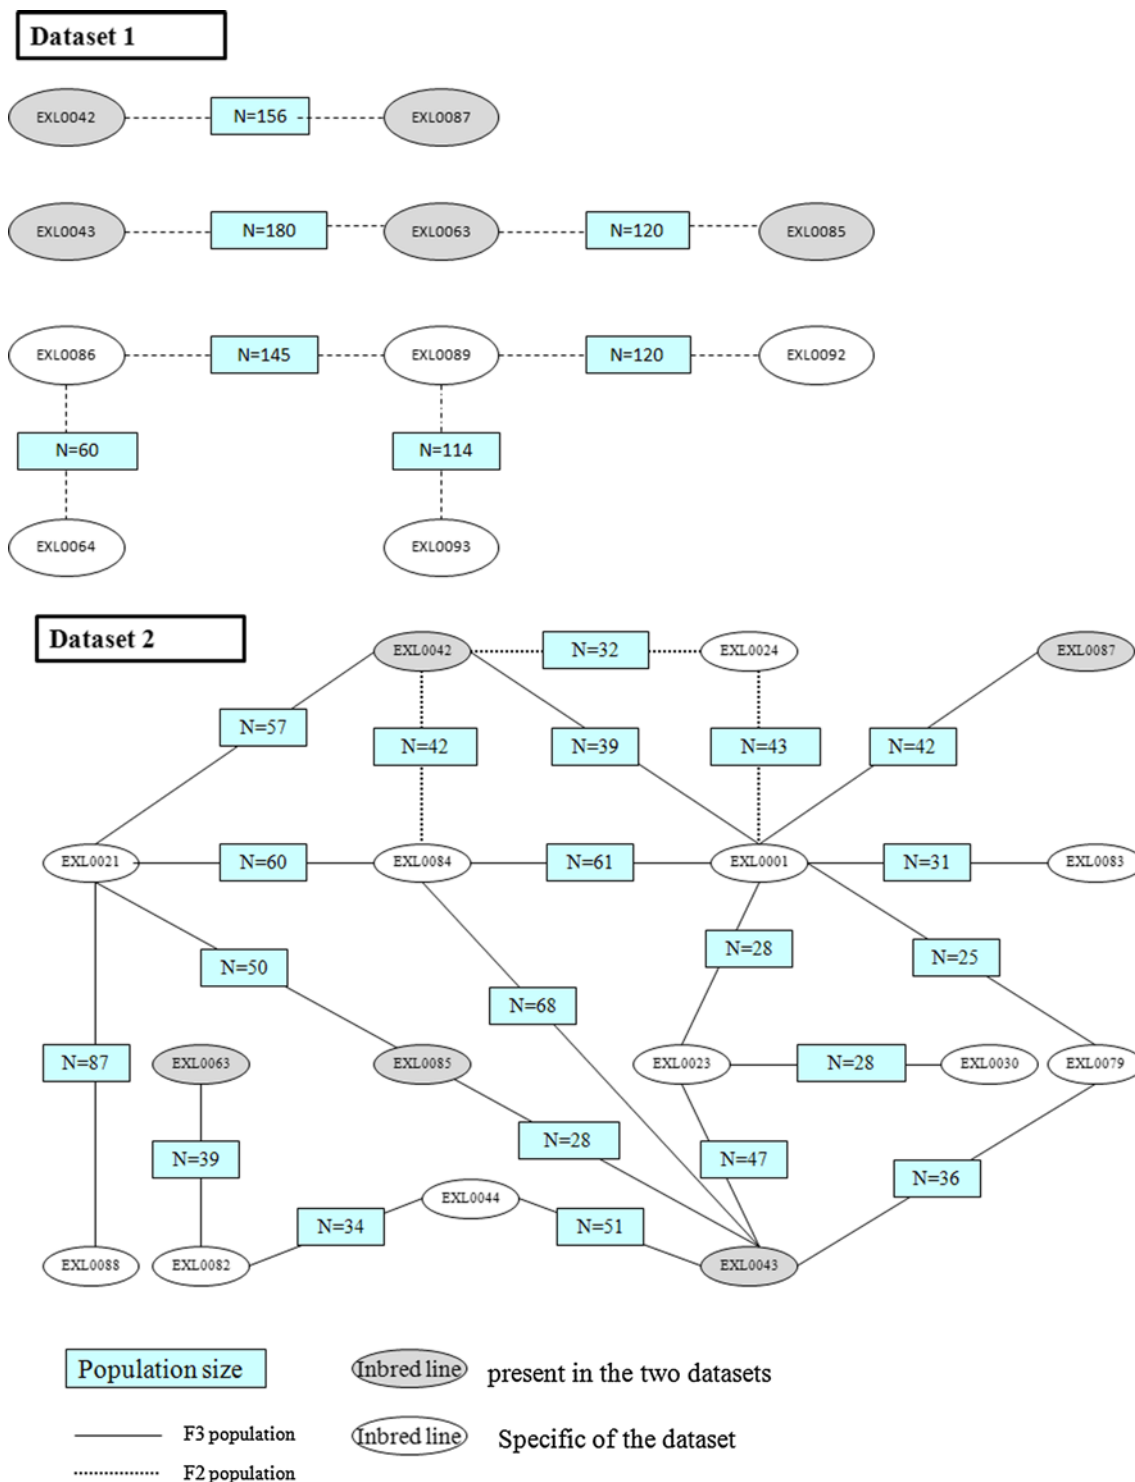 Dataset 1
EXL0042 N=156 EXL0087
EXL0043 N=180 EXL0063 N=120 EXL0085
EXL0086 N=145 EXL0089 N=120 EXL0092
N=60 N=114
EXL0064 EXL0093
Dataset 2
EXL0042 N=32 EXL0024 EXL0087
N=57 N=42 N=39 N=43 N=42
EXL0021 N=60 EXL0084 N=61 EXL0001 N=31 EXL0083
N=28 N=25
N=50
N=68
N=87 EXL0063 EXL0085 EXL0023 N=28 EXL0030 EXL0079
N=28
N=39 N=47 N=36
EXL0044
N=34 N=51
EXL0088 EXL0082 EXL0043
Population size Inbred line present in the two datasets
F3 population Inbred line Specific of the dataset
F2 population